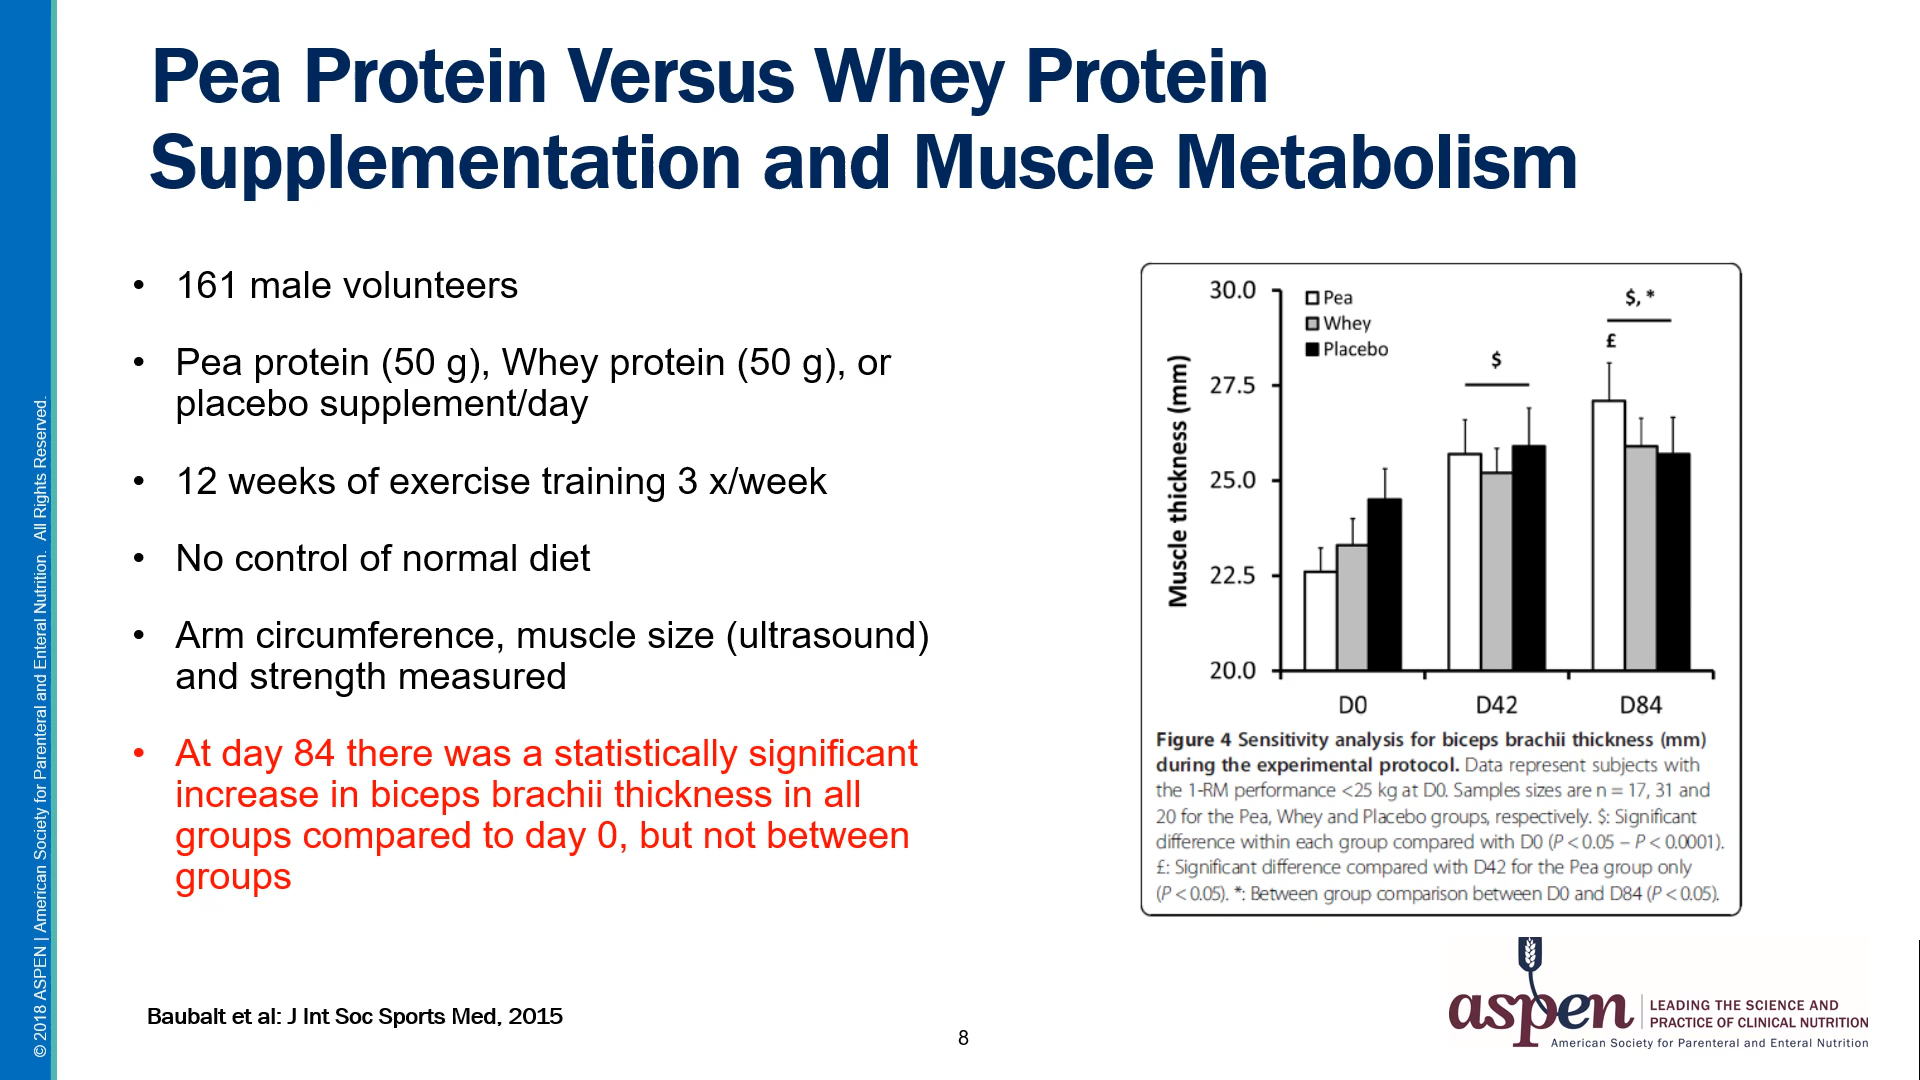 Pea Protein Versus Whey Protein
Supplementation and Muscle Metabolism
• 161 male volunteers
• Pea protein (50 g), Whey protein (50 g), or
placebo supplement/day
• 12 weeks of exercise training 3 x/week
• No control of normal diet
• Arm circumference, muscle size (ultrasound)
and strength measured
• At day 84 there was a statistically significant
increase in biceps brachii thickness in all
groups compared to day 0, but not between
groups
Muscle thickness (mm)
30.0
27.5
25.0
22.5
20.0
Pea
Whey
Placebo
$
$, *
£
D0 D42 D84
Figure 4 Sensitivity analysis for biceps brachii thickness (mm)
during the experimental protocol. Data represent subjects with
the 1-RM performance <25 kg at D0. Samples sizes are n = 17, 31 and
20 for the Pea, Whey and Placebo groups, respectively. $: Significant
difference within each group compared with D0 (P < 0.05 – P < 0.0001).
£: Significant difference compared with D42 for the Pea group only
(P < 0.05). *: Between group comparison between D0 and D84 (P < 0.05).
Baubalt et al: J Int Soc Sports Med, 2015
8
aspen
LEADING THE SCIENCE AND
PRACTICE OF CLINICAL NUTRITION
American Society for Parenteral and Enteral Nutrition
© 2018 ASPEN | American Society for Parenteral and Enteral Nutrition. All Rights Reserved.